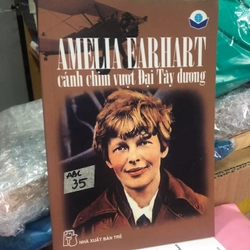 AMELIA EARHART
cánh chim vượt Đại Tây dương
ABC
35
NHÀ XUẤT BẢN TRẺ